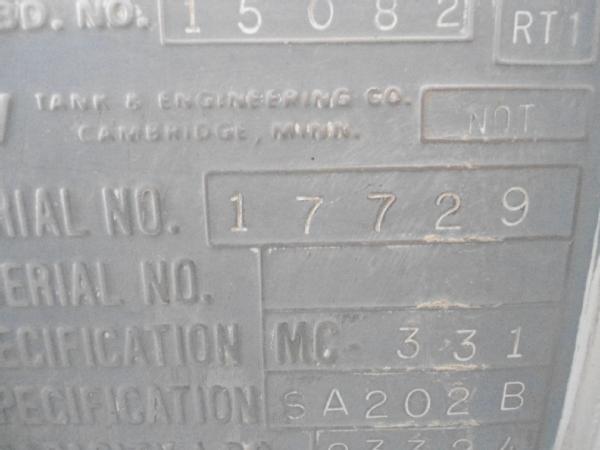 BD. NO. 15082 RT1
TANK & ENGINEERING CO.
CAMBRIDGE, MINN. NOT
RIAL NO. 17729
ERIAL NO.
ECIFICATION MC-331
PECIFICATION SA202B